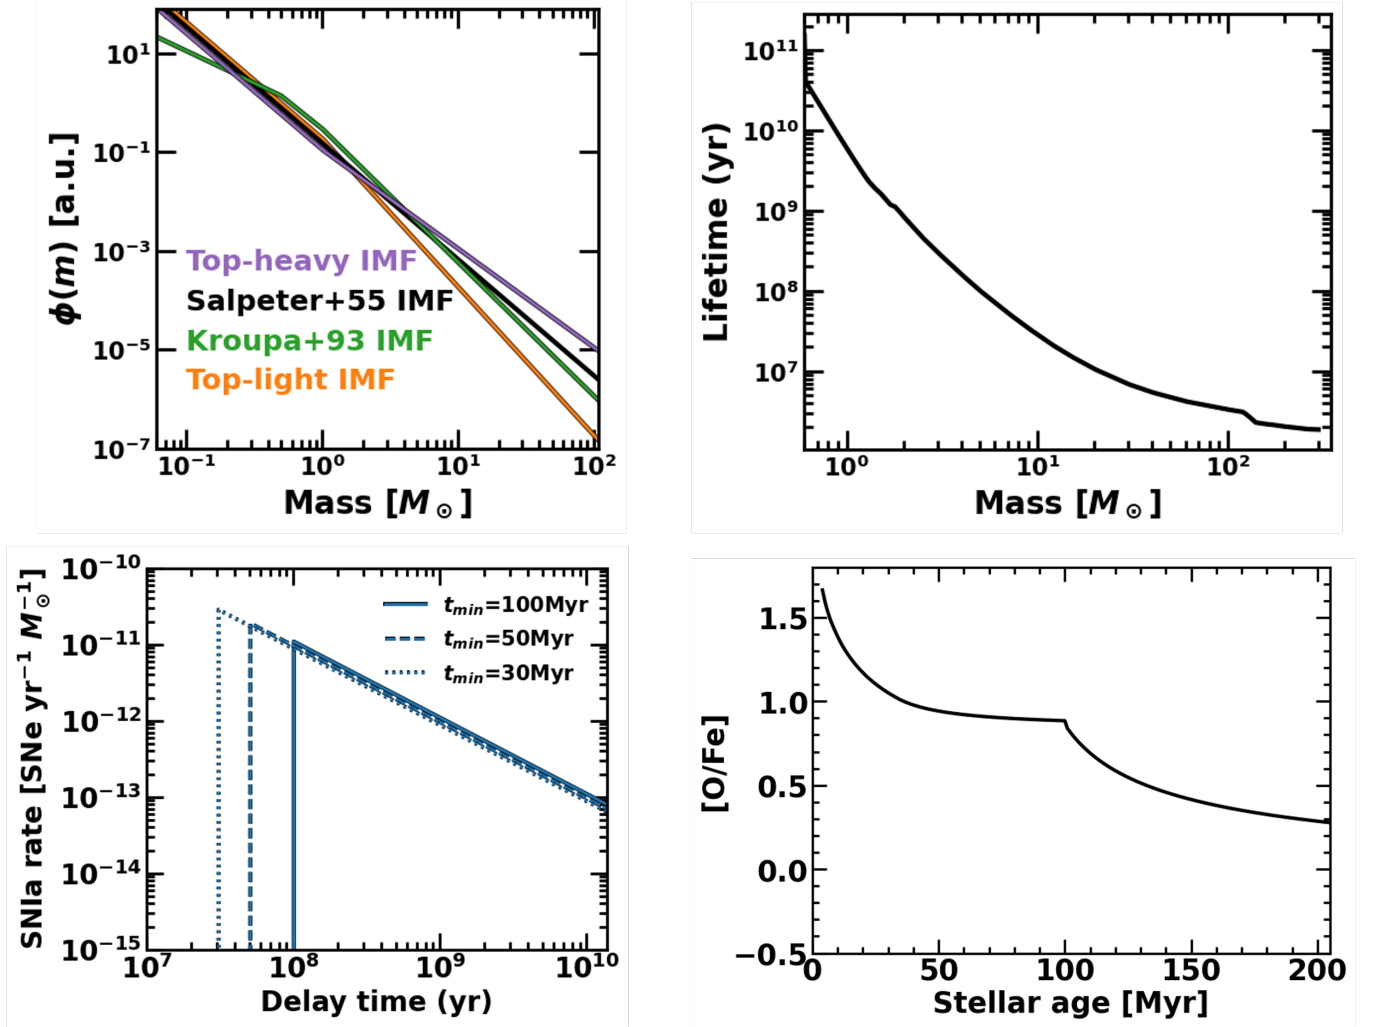 10¹
10⁻¹
10⁻³
10⁻⁵
10⁻⁷
ϕ(m) [a.u.]
Top-heavy IMF
Salpeter+55 IMF
Kroupa+93 IMF
Top-light IMF
10⁻¹ 10⁰ 10¹ 10²
Mass [M⊙]
10¹¹
10¹⁰
10⁹
10⁸
10⁷
Lifetime (yr)
10⁰ 10¹ 10²
Mass [M⊙]
10⁻¹⁰
10⁻¹¹
10⁻¹²
10⁻¹³
10⁻¹⁴
10⁻¹⁵
SNIa rate [SNe yr⁻¹ M⊙⁻¹]
tmin=100Myr
tmin=50Myr
tmin=30Myr
10⁷ 10⁸ 10⁹ 10¹⁰
Delay time (yr)
1.5
1.0
0.5
0.0
−0.5
[O/Fe]
0 50 100 150 200
Stellar age [Myr]